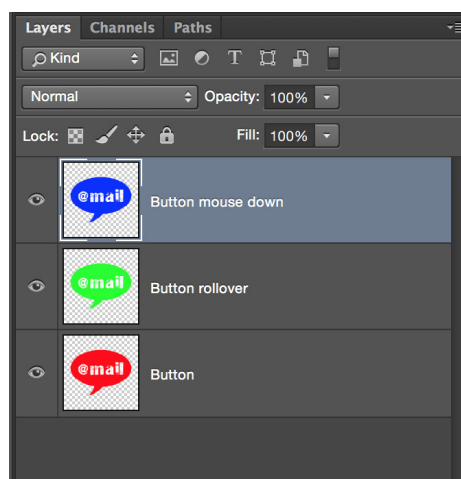 Layers Channels Paths
Kind T
Normal Opacity: 100%
Lock: Fill: 100%
@mail Button mouse down
@mail Button rollover
@mail Button